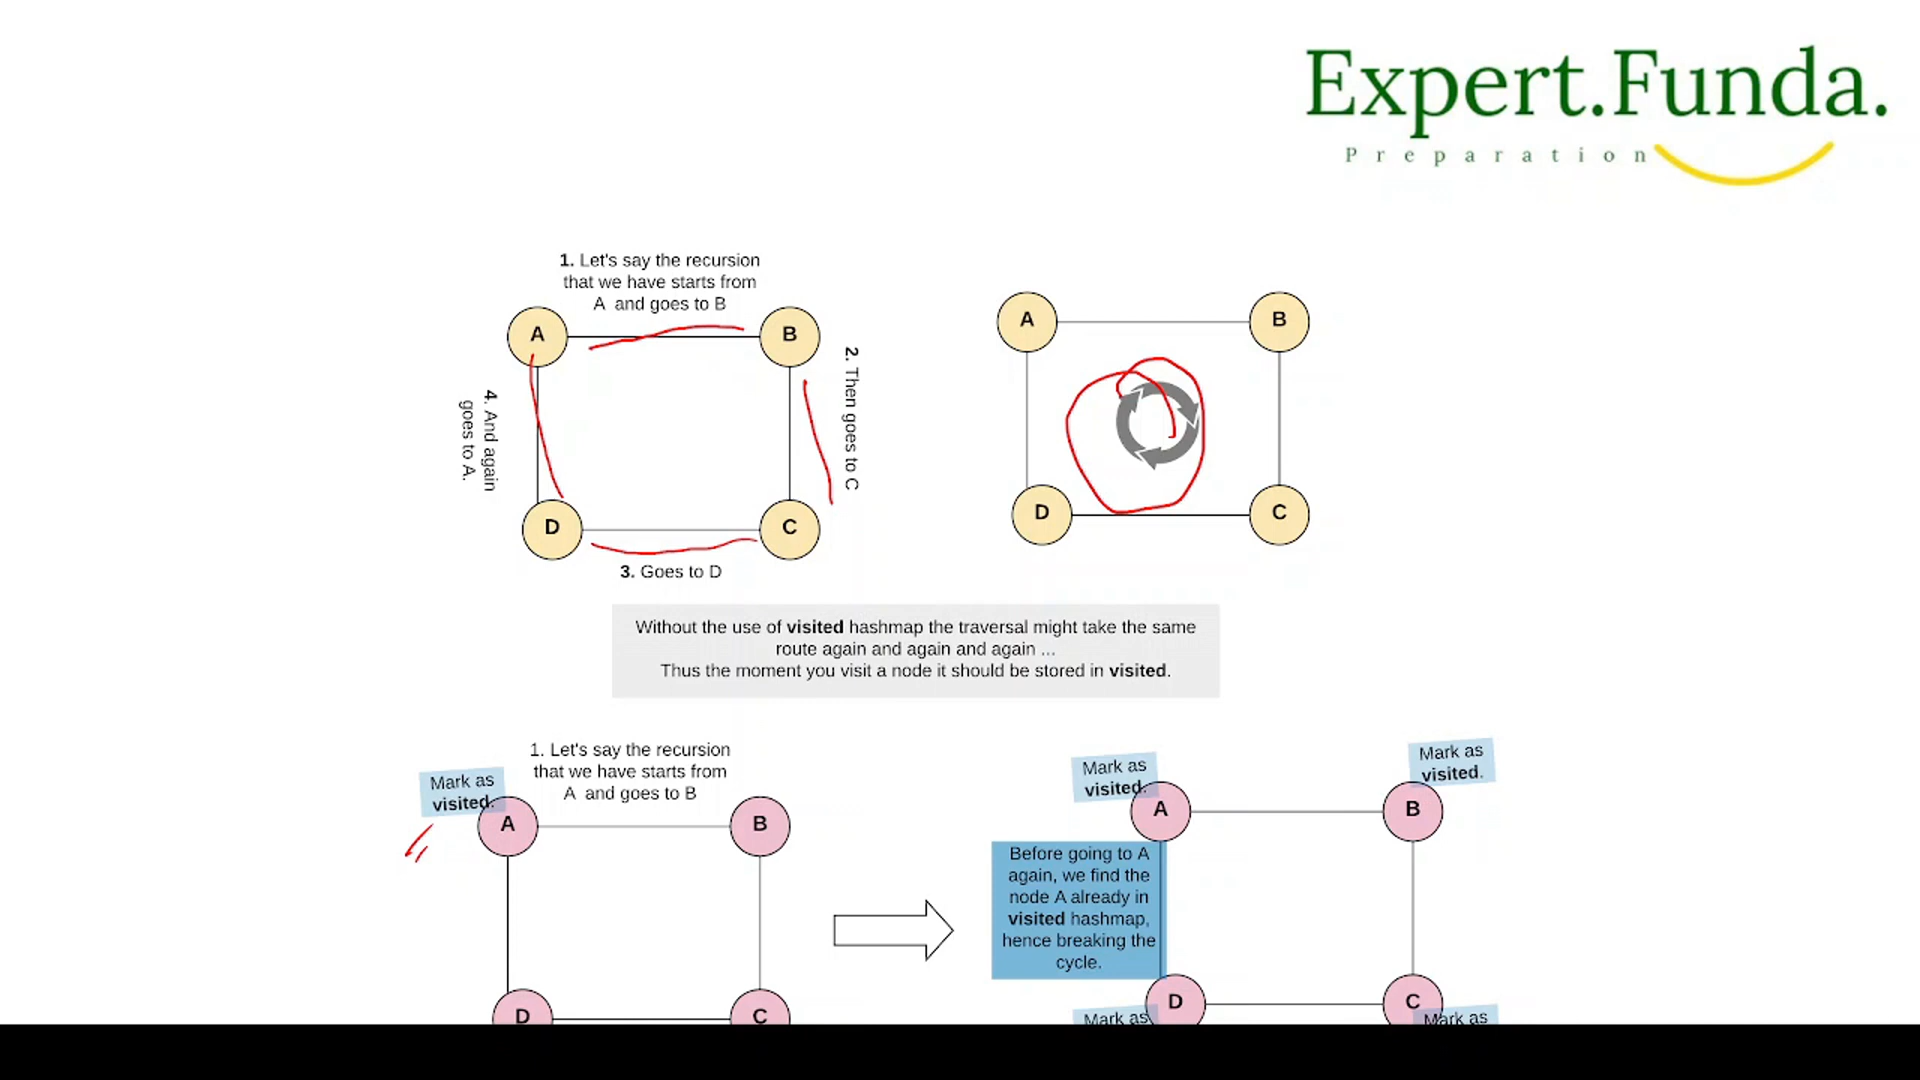 Expert.Funda.
Preparation
1. Let's say the recursion
that we have starts from
A and goes to B
A
B
2. Then goes to C
4. And again
goes to A.
D
C
3. Goes to D
A
B
D
C
Without the use of visited hashmap the traversal might take the same
route again and again and again ...
Thus the moment you visit a node it should be stored in visited.
Mark as
visited.
1. Let's say the recursion
that we have starts from
A and goes to B
A
B
D
C
Mark as
visited.
Mark as
visited.
A
B
Before going to A
again, we find the
node A already in
visited hashmap,
hence breaking the
cycle.
D
C
Mark as
Mark as